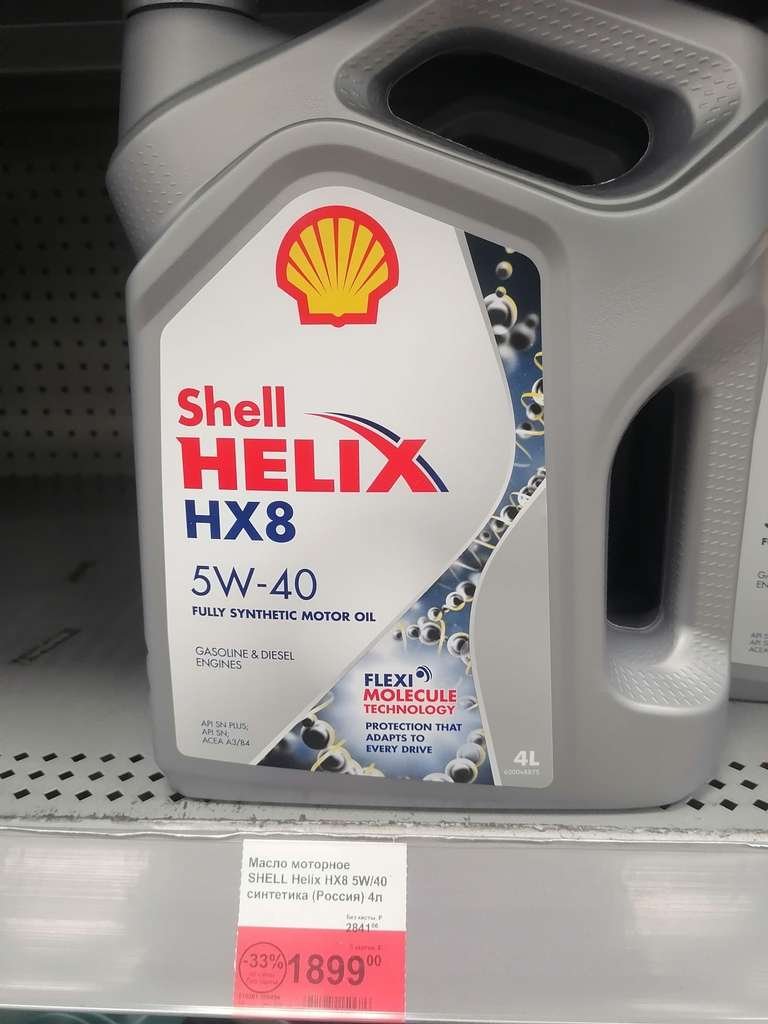 Shell
HELIX
HX8
5W-40
FULLY SYNTHETIC MOTOR OIL
GASOLINE & DIESEL
ENGINES
FLEXI
MOLECULE
TECHNOLOGY
PROTECTION THAT
ADAPTS TO
EVERY DRIVE
API SN PLUS;
API SN;
ACEA A3/B4
4L
Масло моторное
SHELL Helix HX8 5W/40
синтетика (Россия) 4л
Без карты, ₽
2841
-33%
1899 00